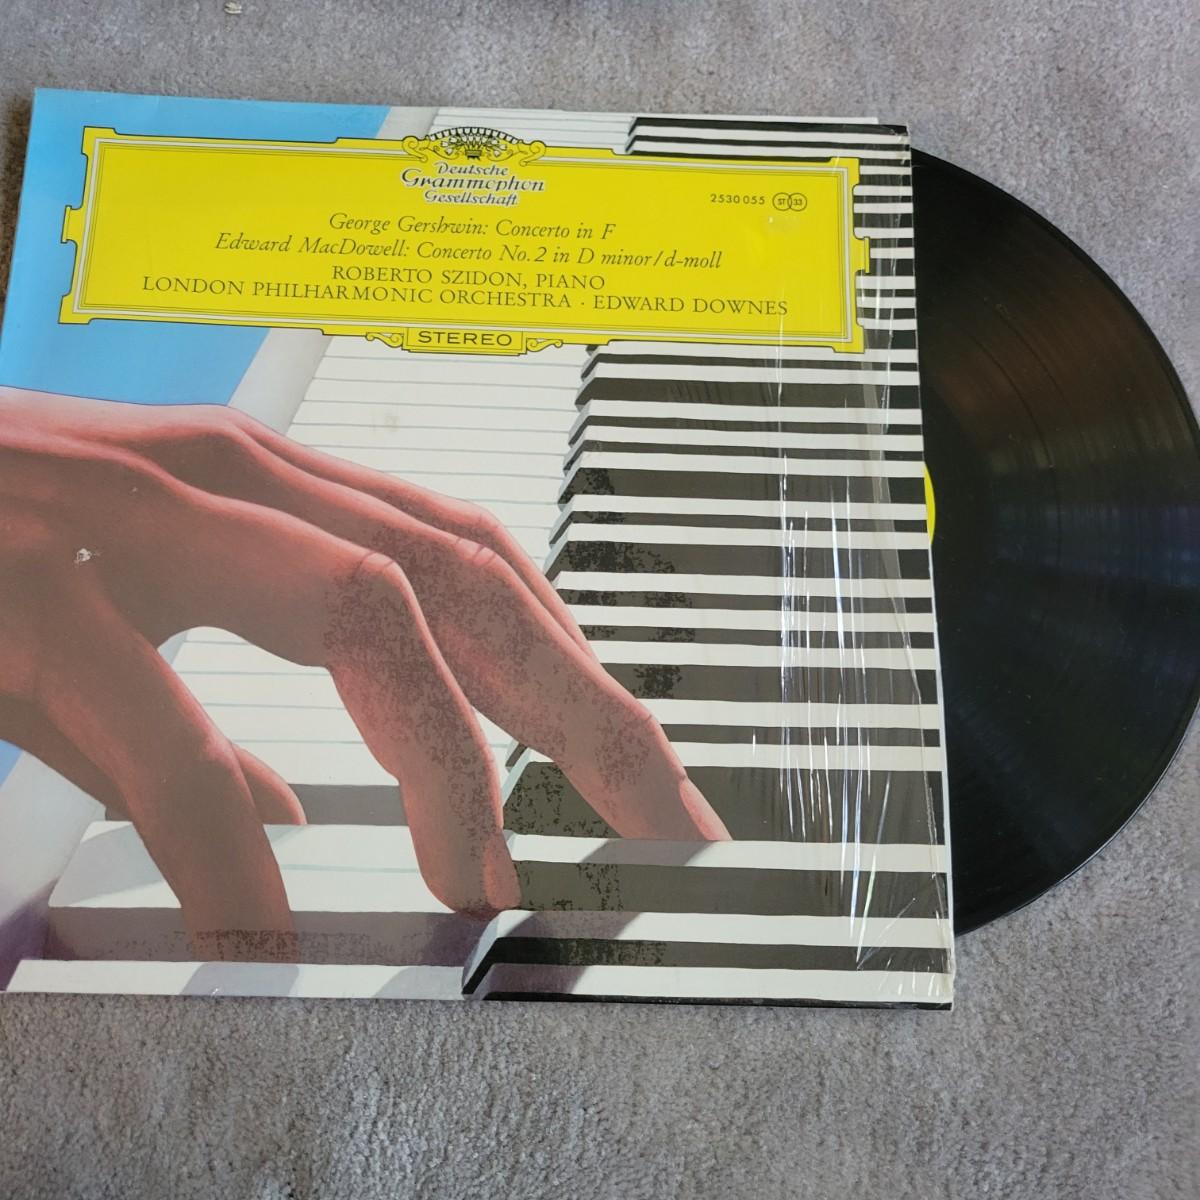 Deutsche
Grammophon
Gesellschaft
2530 055 ST 33
George Gershwin: Concerto in F
Edward MacDowell: Concerto No. 2 in D minor/d-moll
ROBERTO SZIDON, PIANO
LONDON PHILHARMONIC ORCHESTRA · EDWARD DOWNES
STEREO